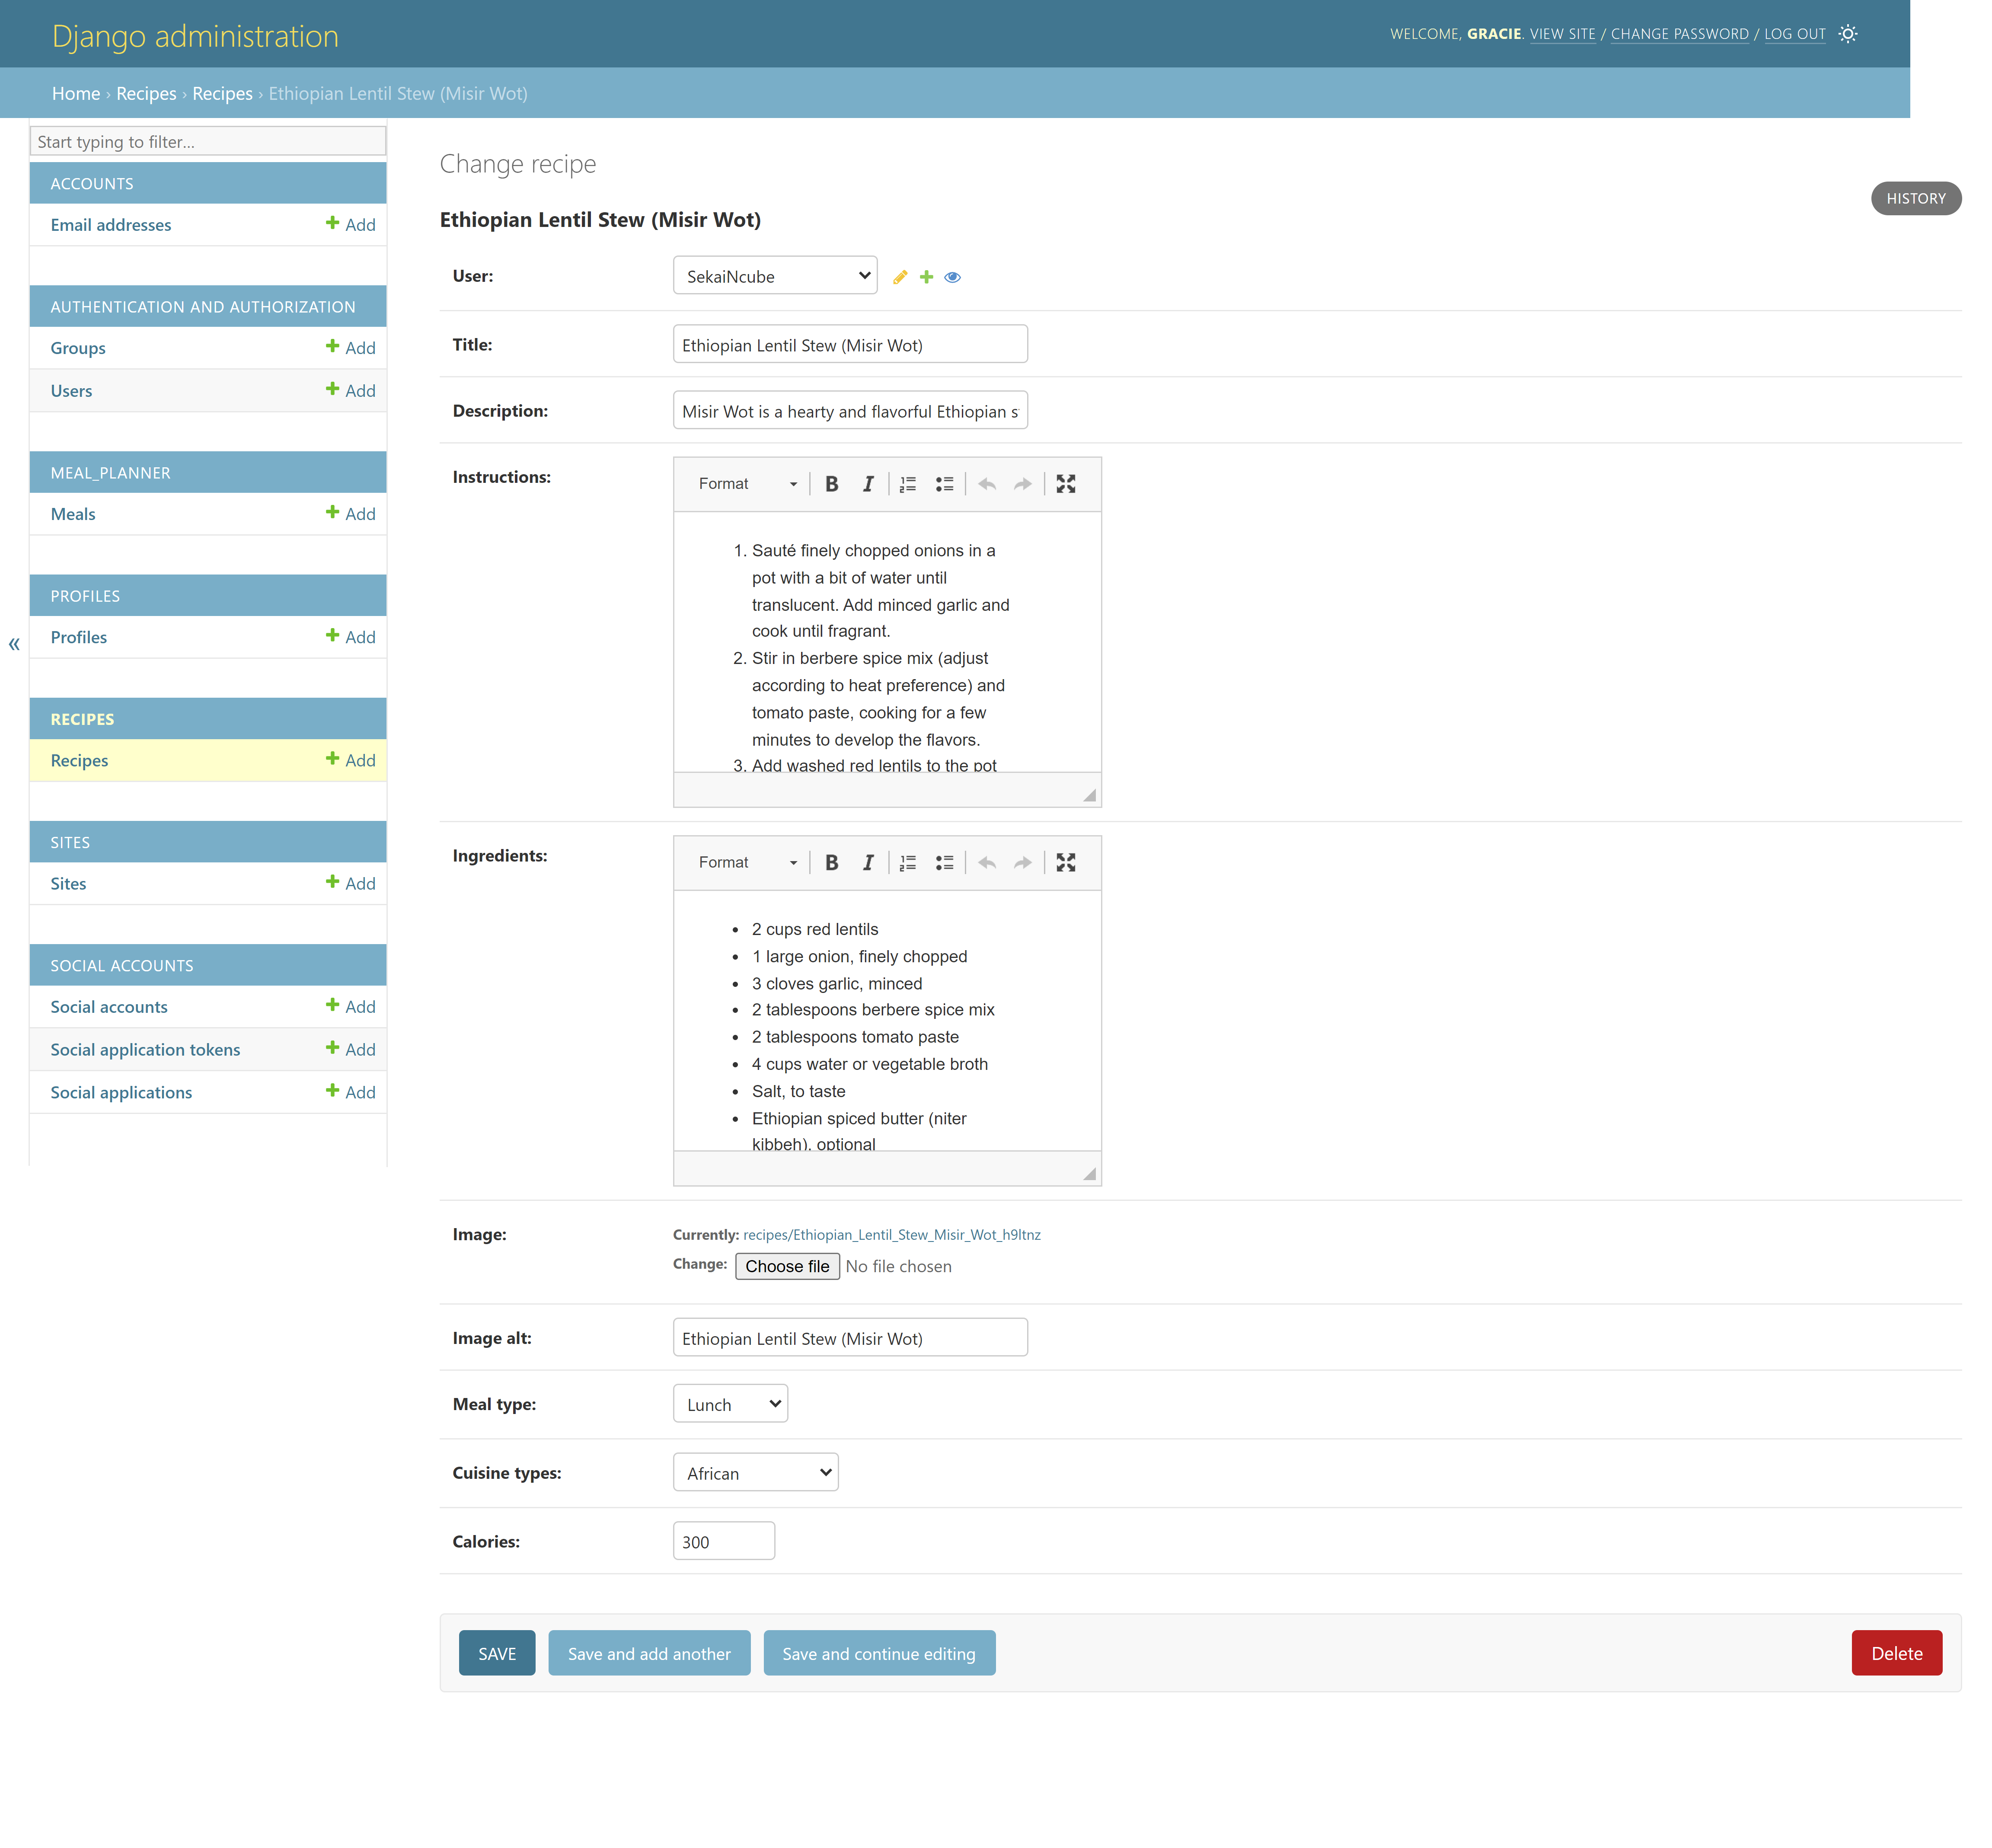 Django administration
WELCOME, GRACIE. VIEW SITE / CHANGE PASSWORD / LOG OUT
Home › Recipes › Recipes › Ethiopian Lentil Stew (Misir Wot)
Start typing to filter...
ACCOUNTS
Email addresses Add
AUTHENTICATION AND AUTHORIZATION
Groups Add
Users Add
MEAL_PLANNER
Meals Add
PROFILES
Profiles Add
«
RECIPES
Recipes Add
SITES
Sites Add
SOCIAL ACCOUNTS
Social accounts Add
Social application tokens Add
Social applications Add
Change recipe
HISTORY
Ethiopian Lentil Stew (Misir Wot)
User: SekaiNcube
Title: Ethiopian Lentil Stew (Misir Wot)
Description: Misir Wot is a hearty and flavorful Ethiopian s
Instructions:
Format B I
1. Sauté finely chopped onions in a
pot with a bit of water until
translucent. Add minced garlic and
cook until fragrant.
2. Stir in berbere spice mix (adjust
according to heat preference) and
tomato paste, cooking for a few
minutes to develop the flavors.
3. Add washed red lentils to the pot
Ingredients:
Format B I
• 2 cups red lentils
• 1 large onion, finely chopped
• 3 cloves garlic, minced
• 2 tablespoons berbere spice mix
• 2 tablespoons tomato paste
• 4 cups water or vegetable broth
• Salt, to taste
• Ethiopian spiced butter (niter
kibbeh), optional
Image: Currently: recipes/Ethiopian_Lentil_Stew_Misir_Wot_h9ltnz
Change: Choose file No file chosen
Image alt: Ethiopian Lentil Stew (Misir Wot)
Meal type: Lunch
Cuisine types: African
Calories: 300
SAVE Save and add another Save and continue editing Delete